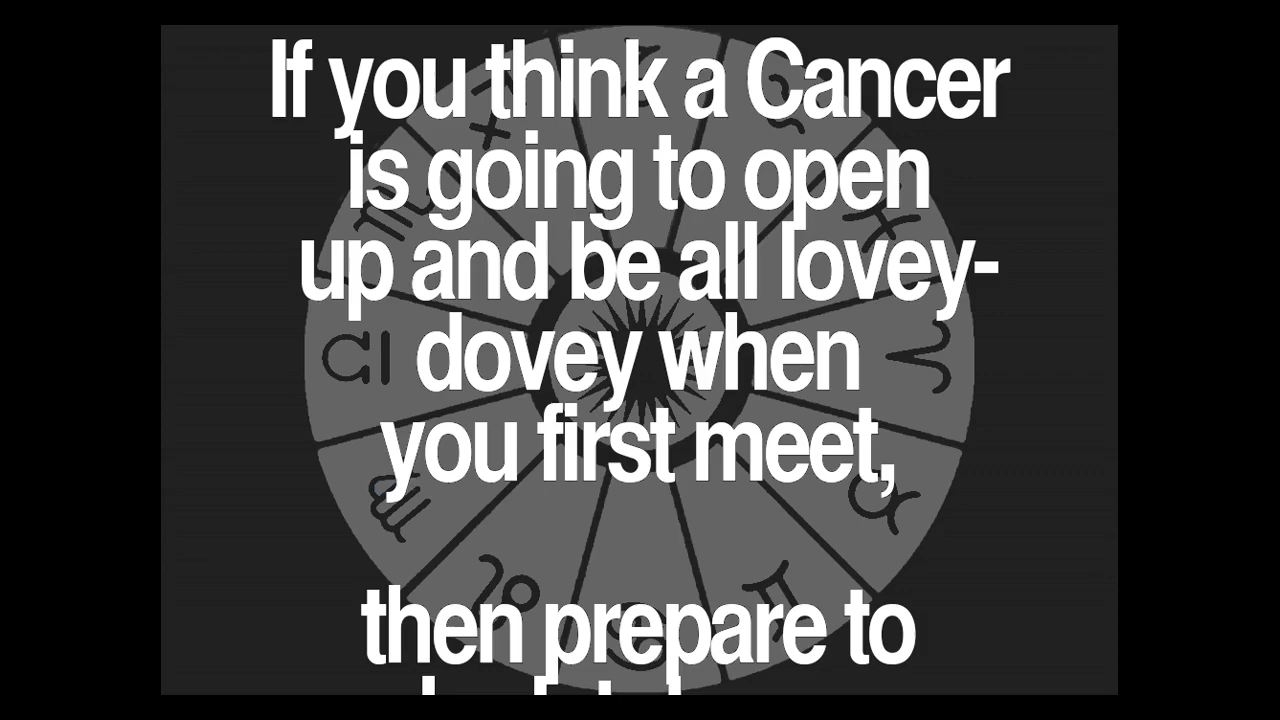 If you think a Cancer
is going to open
up and be all lovey-
dovey when
you first meet,
then prepare to